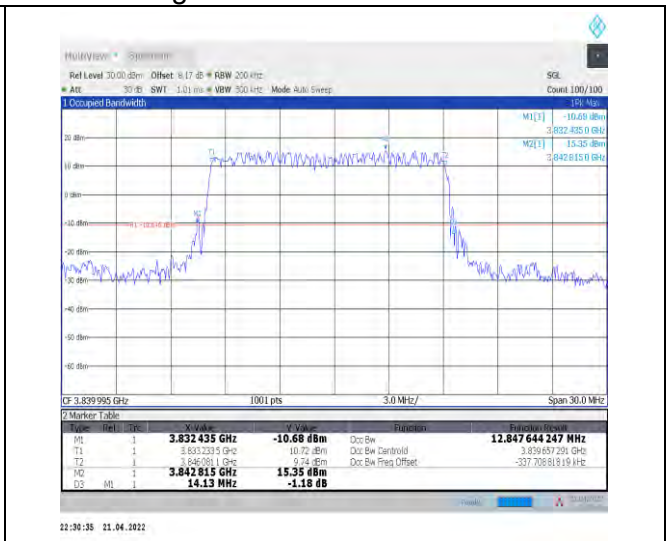 MultiView Spectrum
Ref Level 30.00 dBm Offset 8.17 dB RBW 200 kHz SGL
Att 30 dB SWT 1.01 ms VBW 500 kHz Mode Auto Sweep Count 100/100
1 Occupied Bandwidth 1Pk Max
M1[1] -10.68 dBm
3.832 435 0 GHz
M2[1] 15.35 dBm
3.842 815 0 GHz
20 dBm
10 dBm
0 dBm
-10 dBm
-20 dBm
-30 dBm
-40 dBm
-50 dBm
-60 dBm
CF 3.839 995 GHz 1001 pts 3.0 MHz/ Span 30.0 MHz
2 Marker Table
Type Ref Trc X-Value Y-Value Function Function Result
M1 1 3.832 435 GHz -10.68 dBm Occ Bw 12.847 644 247 MHz
T1 1 3.833 233 5 GHz 10.72 dBm Occ Bw Centroid 3.839 657 291 GHz
T2 1 3.846 081 1 GHz 9.74 dBm Occ Bw Freq Offset -337.708 818 19 kHz
M2 1 3.842 815 GHz 15.35 dBm
D3 M1 1 14.13 MHz -1.18 dB
22:30:35 21.04.2022